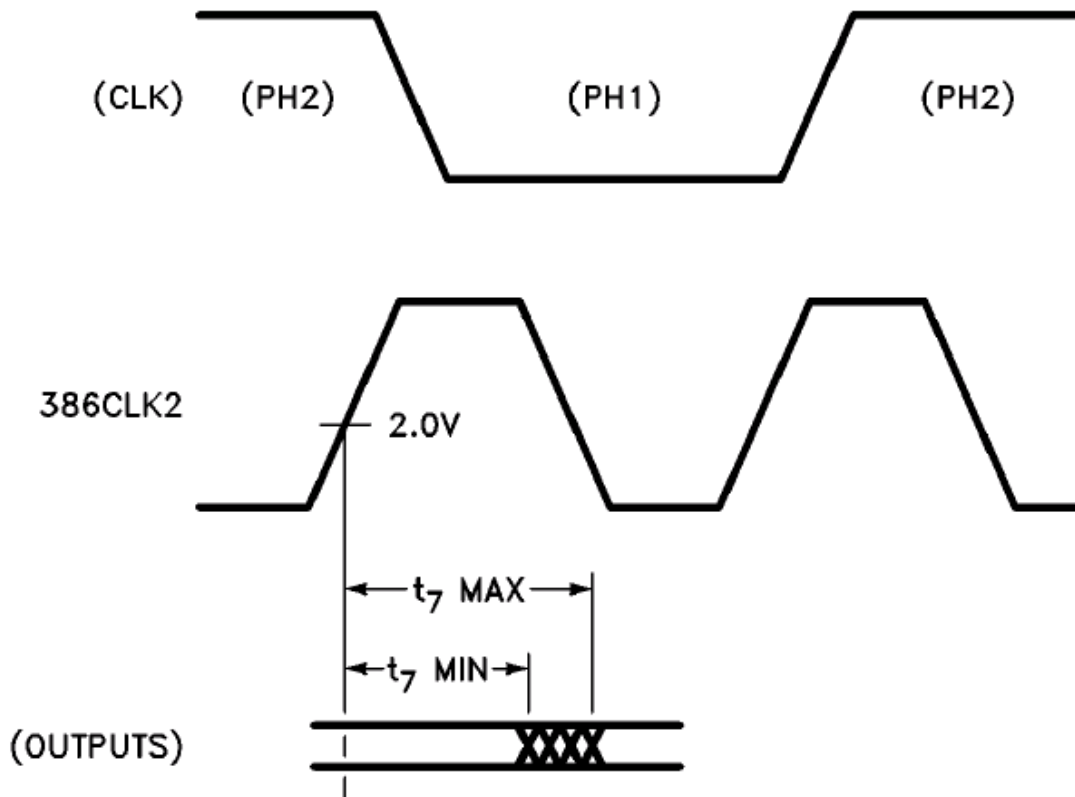 (CLK) (PH2) (PH1) (PH2)
386CLK2 2.0V
t₇ MAX
t₇ MIN
(OUTPUTS)